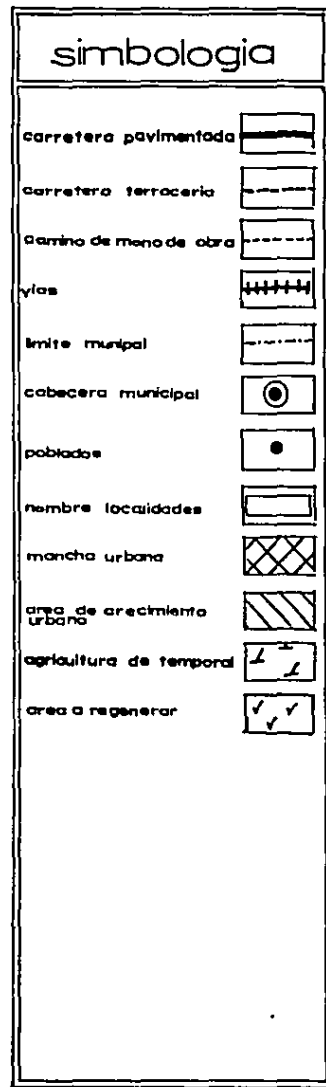 simbologia
carretera pavimentada
carretera terraceria
camino de mano de obra
vias
limite munipal
cabecera municipal
poblados
nombre localidades
mancha urbana
area de crecimiento
urbano
agricultura de temporal
area a regenerar